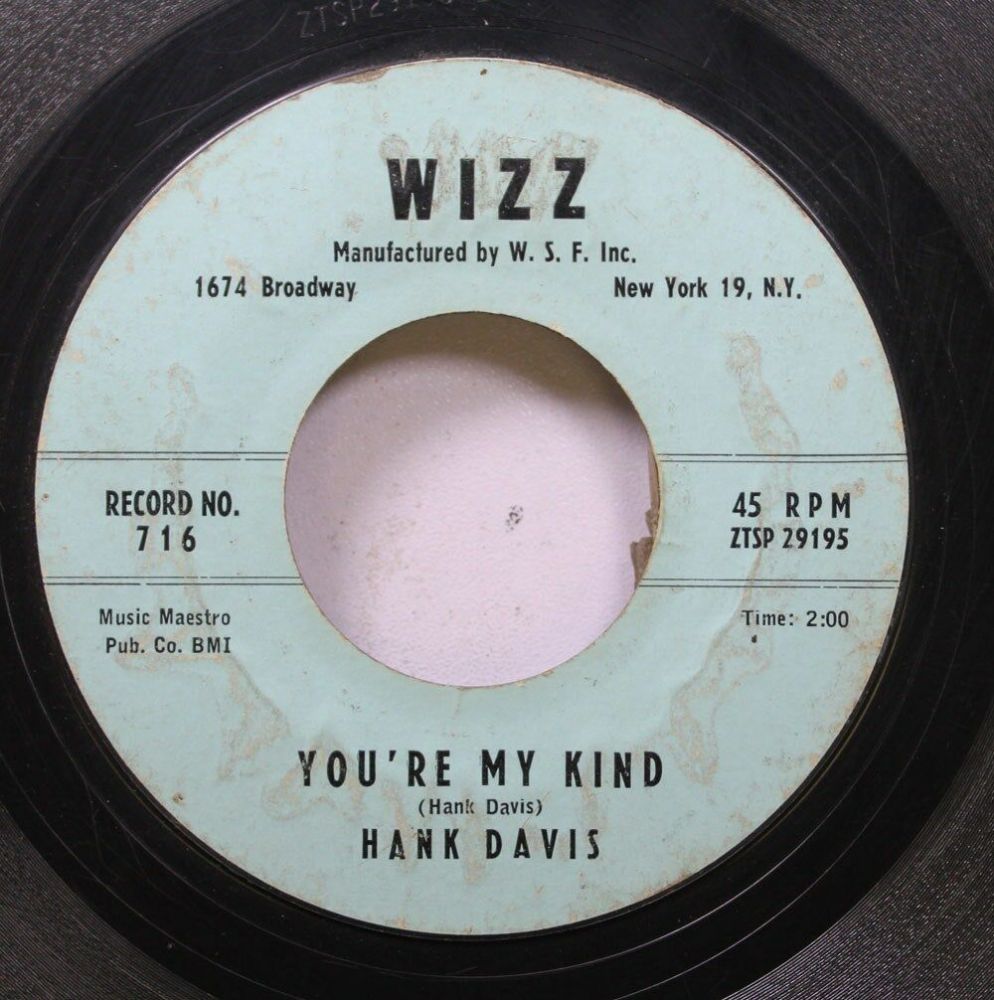 WIZZ
Manufactured by W. S. F. Inc.
1674 Broadway New York 19, N.Y.
RECORD NO.
716
45 RPM
ZTSP 29195
Music Maestro
Pub. Co. BMI
Time: 2:00
YOU'RE MY KIND
(Hank Davis)
HANK DAVIS